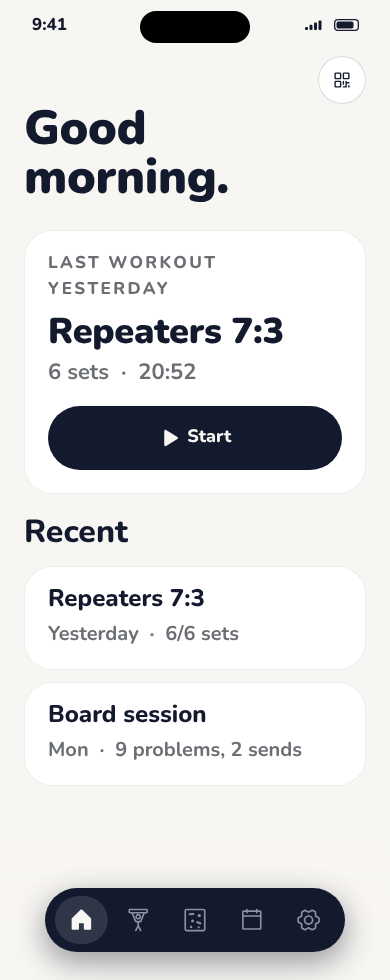 9:41
Good
morning.
LAST WORKOUT
YESTERDAY
Repeaters 7:3
6 sets · 20:52
Start
Recent
Repeaters 7:3
Yesterday · 6/6 sets
Board session
Mon · 9 problems, 2 sends